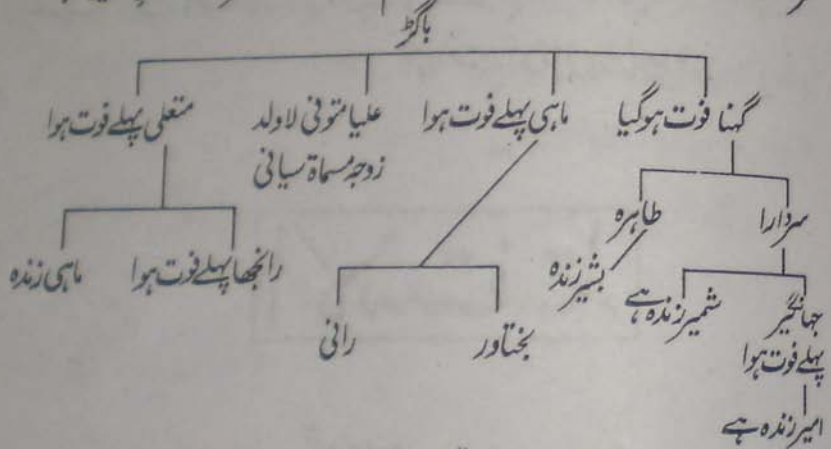 باگڑ
گہنا فوت ہوگیا ماہی پہلے فوت ہوا علیا متوفی لاولد متعلی پہلے فوت ہوا
زوجہ مسماۃ سیانی
سردارا طاہرہ
رانجھا پہلے فوت ہوا ماہی زندہ
بشیر زندہ
جہانگیر شمیر زندہ ہے
پہلے فوت ہوا
بختاور رانی
امیر زندہ ہے